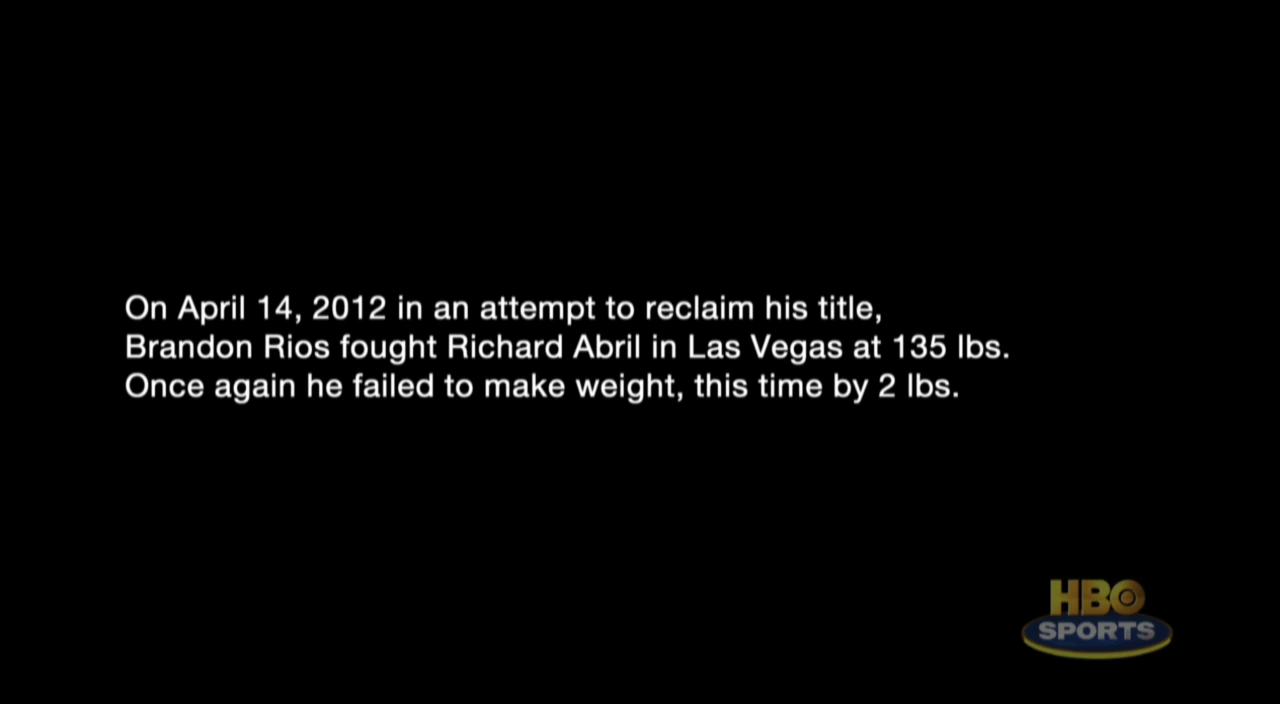 On April 14, 2012 in an attempt to reclaim his title,
Brandon Rios fought Richard Abril in Las Vegas at 135 lbs.
Once again he failed to make weight, this time by 2 lbs.
HBO
SPORTS